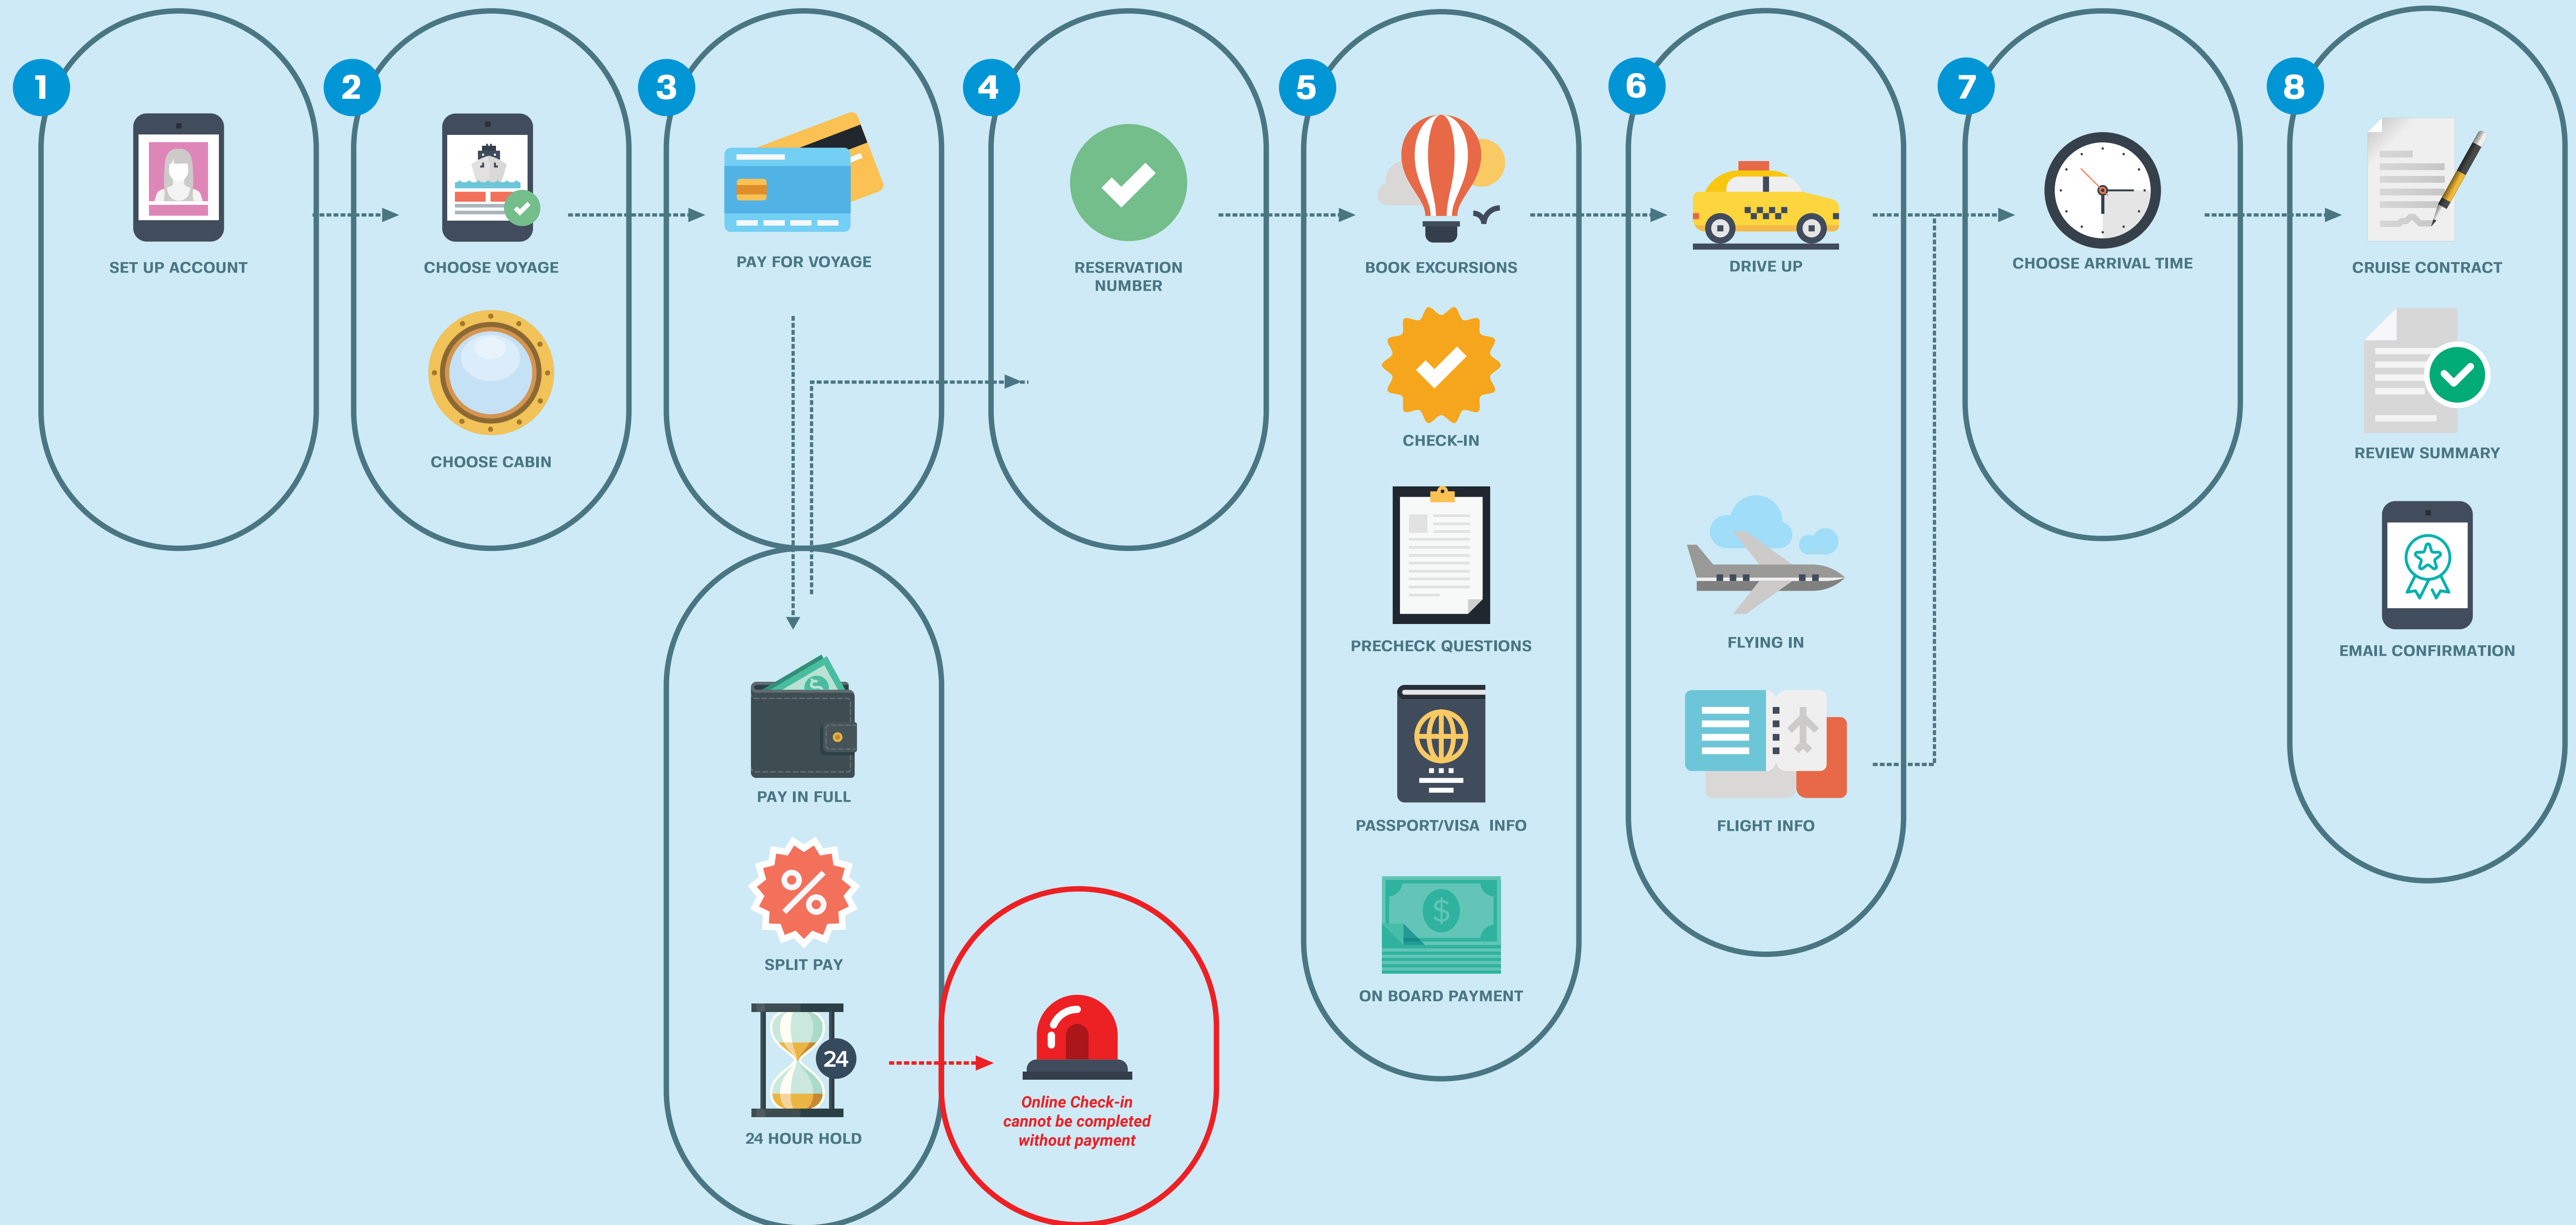 1
SET UP ACCOUNT
2
CHOOSE VOYAGE
CHOOSE CABIN
3
PAY FOR VOYAGE
PAY IN FULL
%
SPLIT PAY
24
24 HOUR HOLD
Online Check-in
cannot be completed
without payment
4
RESERVATION
NUMBER
5
BOOK EXCURSIONS
CHECK-IN
PRECHECK QUESTIONS
PASSPORT/VISA INFO
$
ON BOARD PAYMENT
6
DRIVE UP
FLYING IN
FLIGHT INFO
7
CHOOSE ARRIVAL TIME
8
CRUISE CONTRACT
REVIEW SUMMARY
EMAIL CONFIRMATION